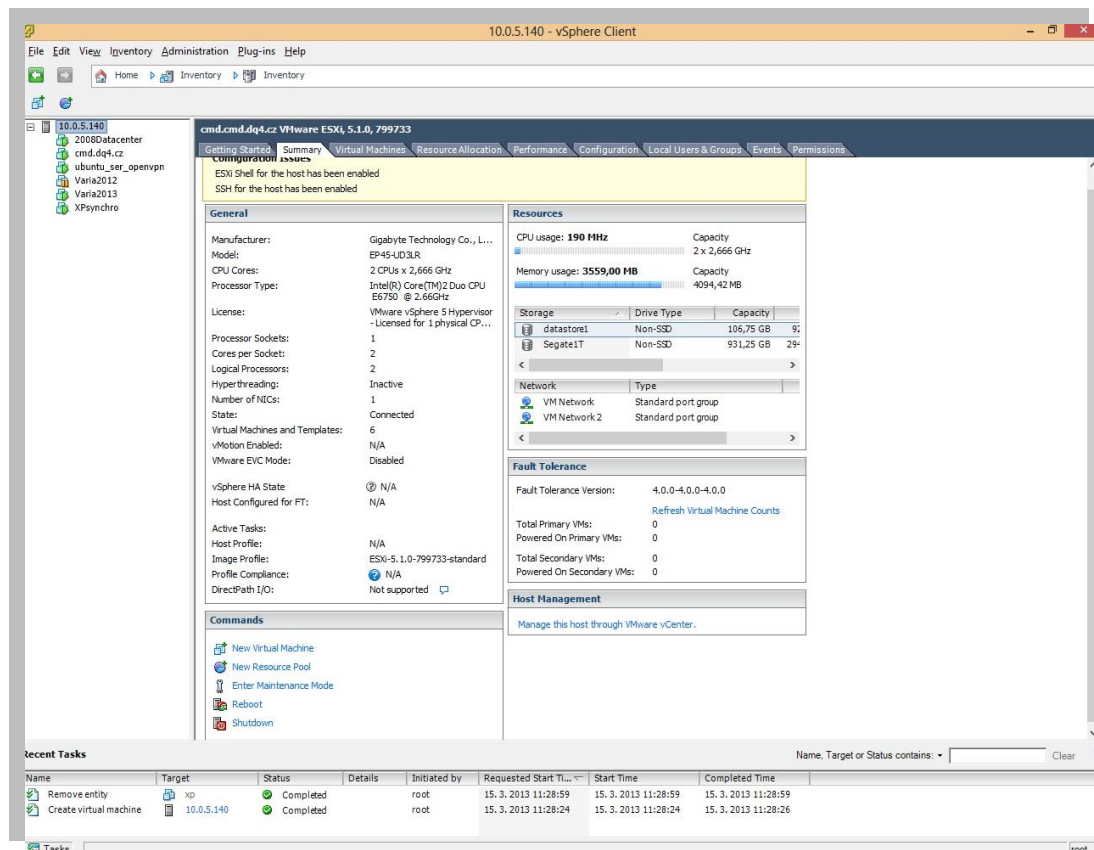 10.0.5.140 - vSphere Client
File Edit View Inventory Administration Plug-ins Help
Home Inventory Inventory
10.0.5.140
2008Datacenter
cmd.dq4.cz
ubuntu_ser_openvpn
Varia2012
Varia2013
XPsynchro
cmd.cmd.dq4.cz VMware ESXi, 5.1.0, 799733
Getting Started Summary Virtual Machines Resource Allocation Performance Configuration Local Users & Groups Events Permissions
Configuration Issues
ESXi Shell for the host has been enabled
SSH for the host has been enabled
General
Manufacturer: Gigabyte Technology Co., L...
Model: EP45-UD3LR
CPU Cores: 2 CPUs x 2,666 GHz
Processor Type: Intel(R) Core(TM)2 Duo CPU
E6750 @ 2.66GHz
License: VMware vSphere 5 Hypervisor
- Licensed for 1 physical CP...
Processor Sockets: 1
Cores per Socket: 2
Logical Processors: 2
Hyperthreading: Inactive
Number of NICs: 1
State: Connected
Virtual Machines and Templates: 6
vMotion Enabled: N/A
VMware EVC Mode: Disabled
vSphere HA State N/A
Host Configured for FT: N/A
Active Tasks:
Host Profile: N/A
Image Profile: ESXi-5.1.0-799733-standard
Profile Compliance: N/A
DirectPath I/O: Not supported
Commands
New Virtual Machine
New Resource Pool
Enter Maintenance Mode
Reboot
Shutdown
Resources
CPU usage: 190 MHz Capacity
2 x 2,666 GHz
Memory usage: 3559,00 MB Capacity
4094,42 MB
Storage Drive Type Capacity
datastore1 Non-SSD 106,75 GB 92
Segate1T Non-SSD 931,25 GB 294
Network Type
VM Network Standard port group
VM Network 2 Standard port group
Fault Tolerance
Fault Tolerance Version: 4.0.0-4.0.0-4.0.0
Refresh Virtual Machine Counts
Total Primary VMs: 0
Powered On Primary VMs: 0
Total Secondary VMs: 0
Powered On Secondary VMs: 0
Host Management
Manage this host through VMware vCenter.
Recent Tasks
Name, Target or Status contains: Clear
Name Target Status Details Initiated by Requested Start Ti... Start Time Completed Time
Remove entity xp Completed root 15. 3. 2013 11:28:59 15. 3. 2013 11:28:59 15. 3. 2013 11:28:59
Create virtual machine 10.0.5.140 Completed root 15. 3. 2013 11:28:24 15. 3. 2013 11:28:24 15. 3. 2013 11:28:26
Tasks root